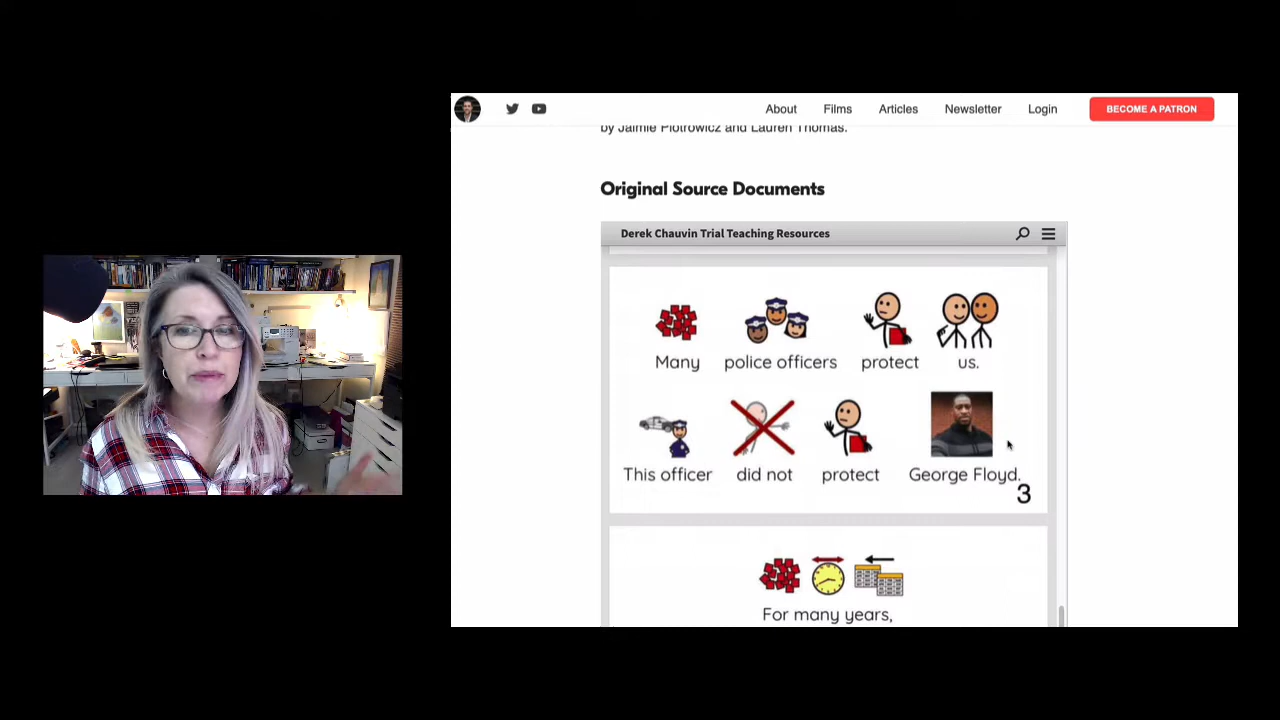 About Films Articles Newsletter Login BECOME A PATRON
by Jaimie Piotrowicz and Lauren Thomas.
Original Source Documents
Derek Chauvin Trial Teaching Resources
Many police officers protect us.
This officer did not protect George Floyd.
3
For many years,